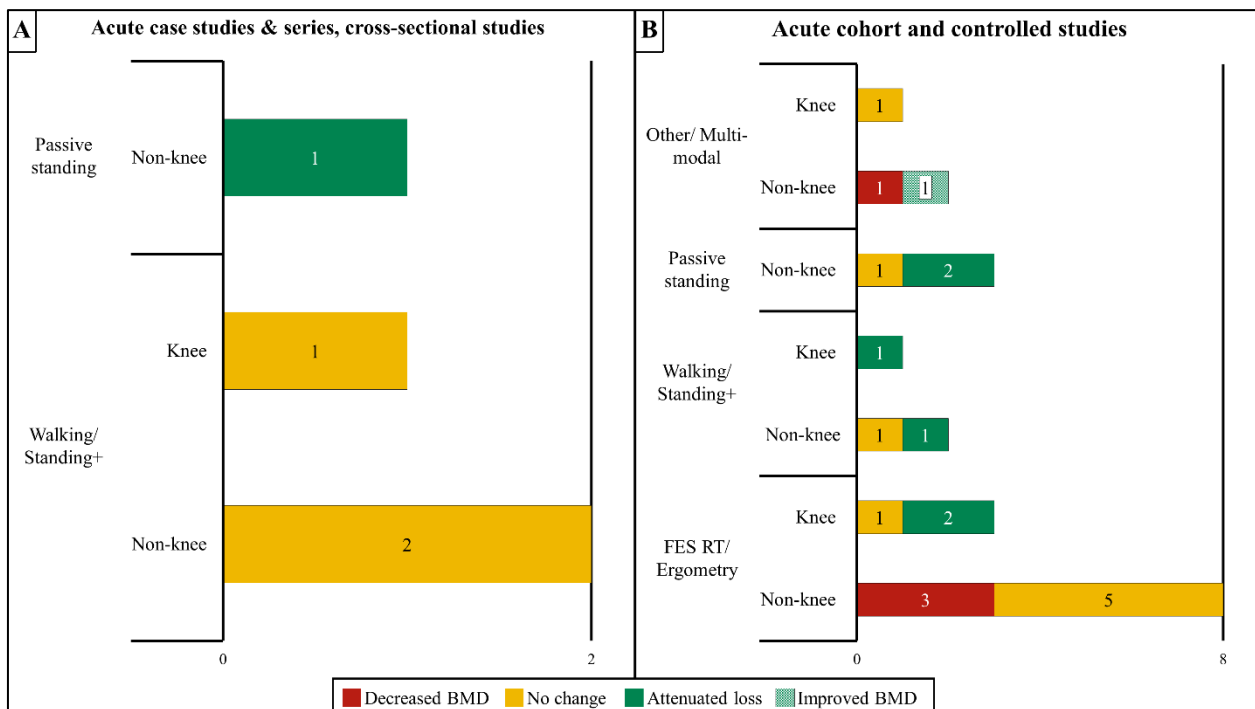 A
Acute case studies & series, cross-sectional studies
Passive
standing
Non-knee
1
Knee
1
Walking/
Standing+
Non-knee
2
0
2
B
Acute cohort and controlled studies
Other/ Multi-
modal
Knee
1
Non-knee
1 1
Passive
standing
Non-knee
1 2
Walking/
Standing+
Knee
1
Non-knee
1 1
FES RT/
Ergometry
Knee
1 2
Non-knee
3 5
0
8
Decreased BMD No change Attenuated loss Improved BMD